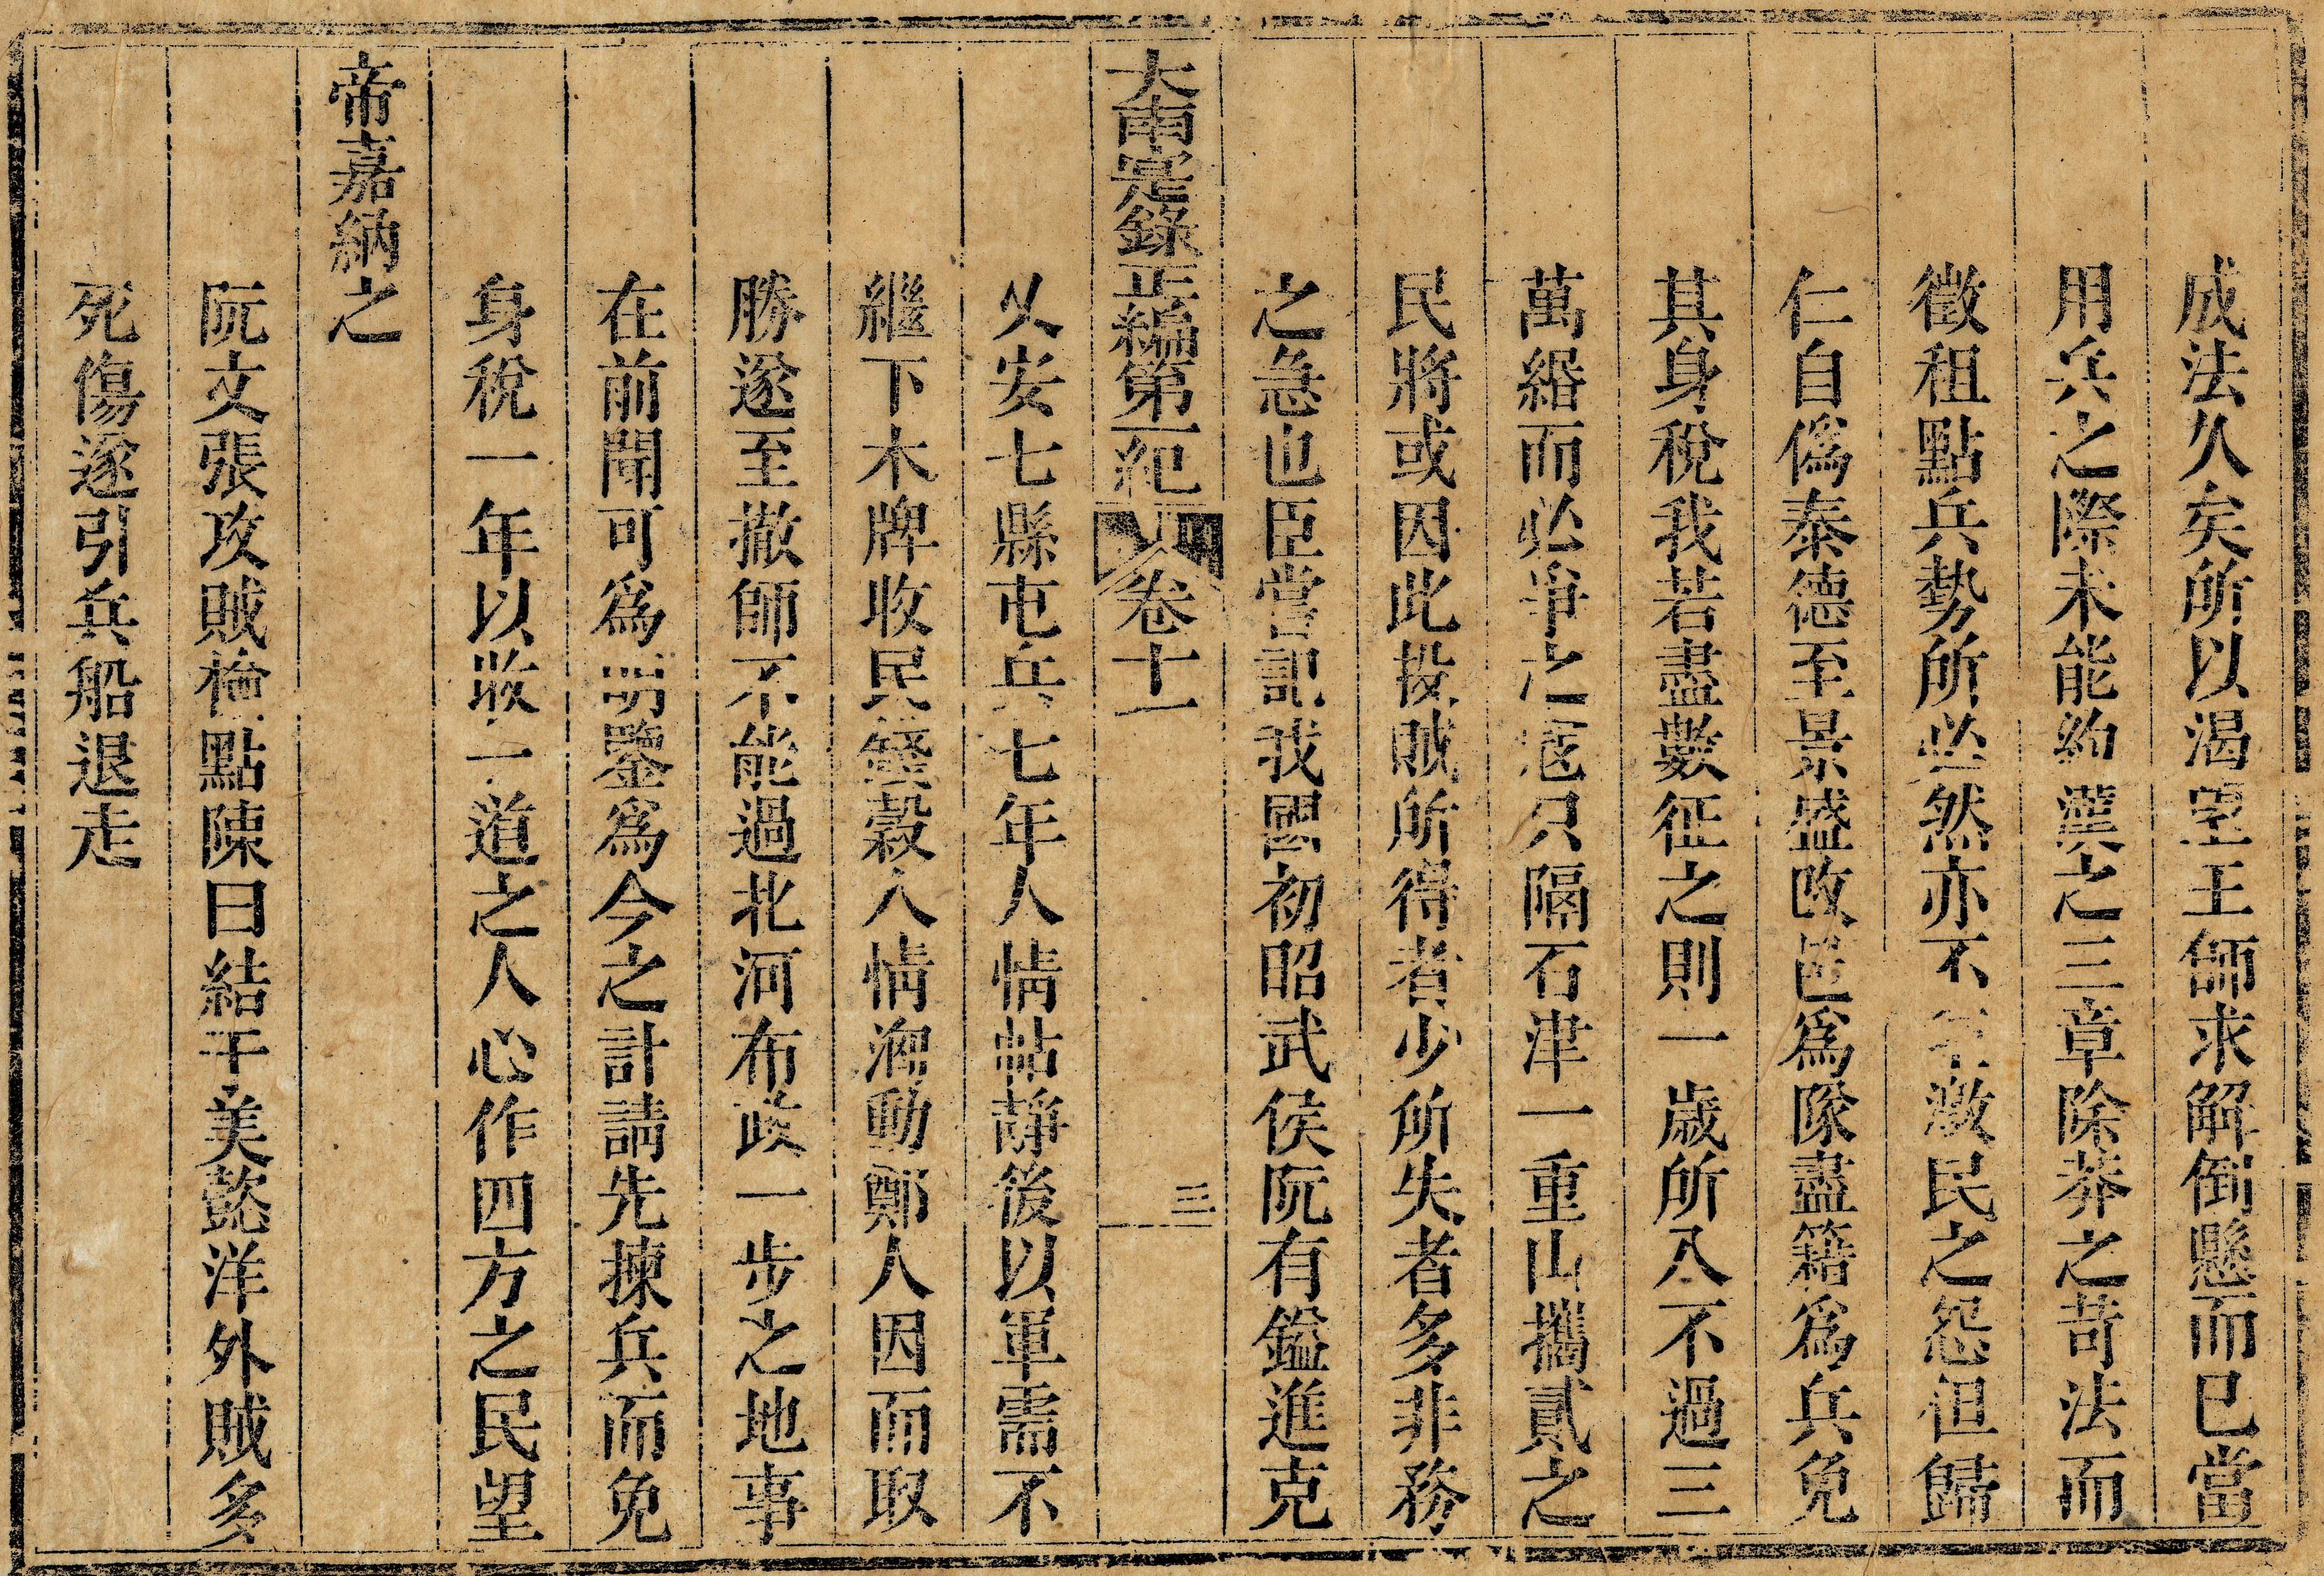 成法久矣所以渴望王師求解倒懸而已當
用兵之際未能約漢之三章除莽之苛法而
徵租點兵勢所必然亦不 激民之怨但歸
仁自僞泰德至景盛改邑爲隊盡籍爲兵免
其身稅我若盡數征之則一歲所入不過三
萬緡而必爭之寇只隔石津一重山攜貳之
民將或因此投賊所得者少所失者多非務
之急也臣嘗記我國初昭武侯阮有鎰進克
大南寔錄正編第一紀 卷十一 三
乂安七縣屯兵七年人情帖靜後以軍需不
繼下木牌收民錢穀人情洶動鄭人因而取
勝遂至撤師不能過北河布政一步之地事
在前聞可爲明鑒爲今之計請先揀兵而免
身稅一年以收一道之人心作四方之民望
帝嘉納之
阮文張攻賊檐點陳曰結于美懿洋外賊多
死傷遂引兵船退走